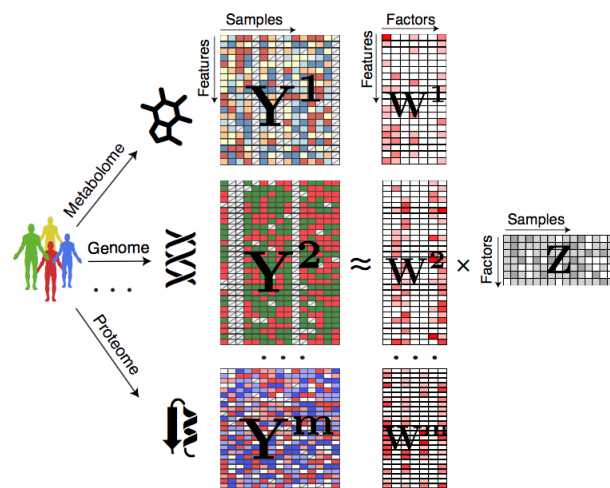 Samples
Features
Y¹
Factors
Features
W¹
Metabolome
Genome
. . .
Proteome
Y²
≈
W²
×
Samples
Factors
Z
. . .
. . .
Yᵐ
Wᵐ